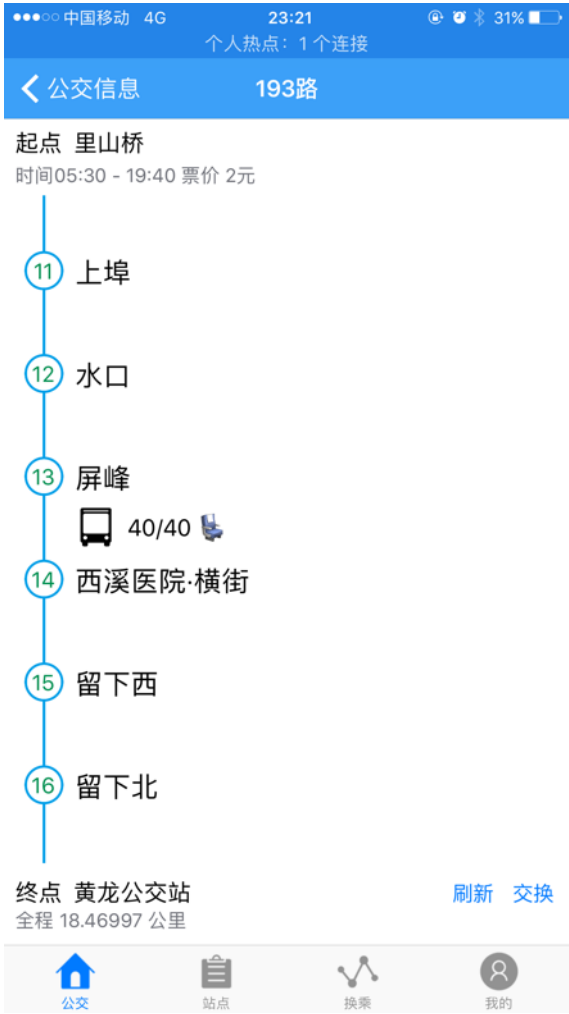 中国移动 4G 23:21 31%
个人热点：1 个连接
公交信息 193路
起点 里山桥
时间05:30 - 19:40 票价 2元
11 上埠
12 水口
13 屏峰
40/40
14 西溪医院·横街
15 留下西
16 留下北
终点 黄龙公交站 刷新 交换
全程 18.46997 公里
公交 站点 换乘 我的